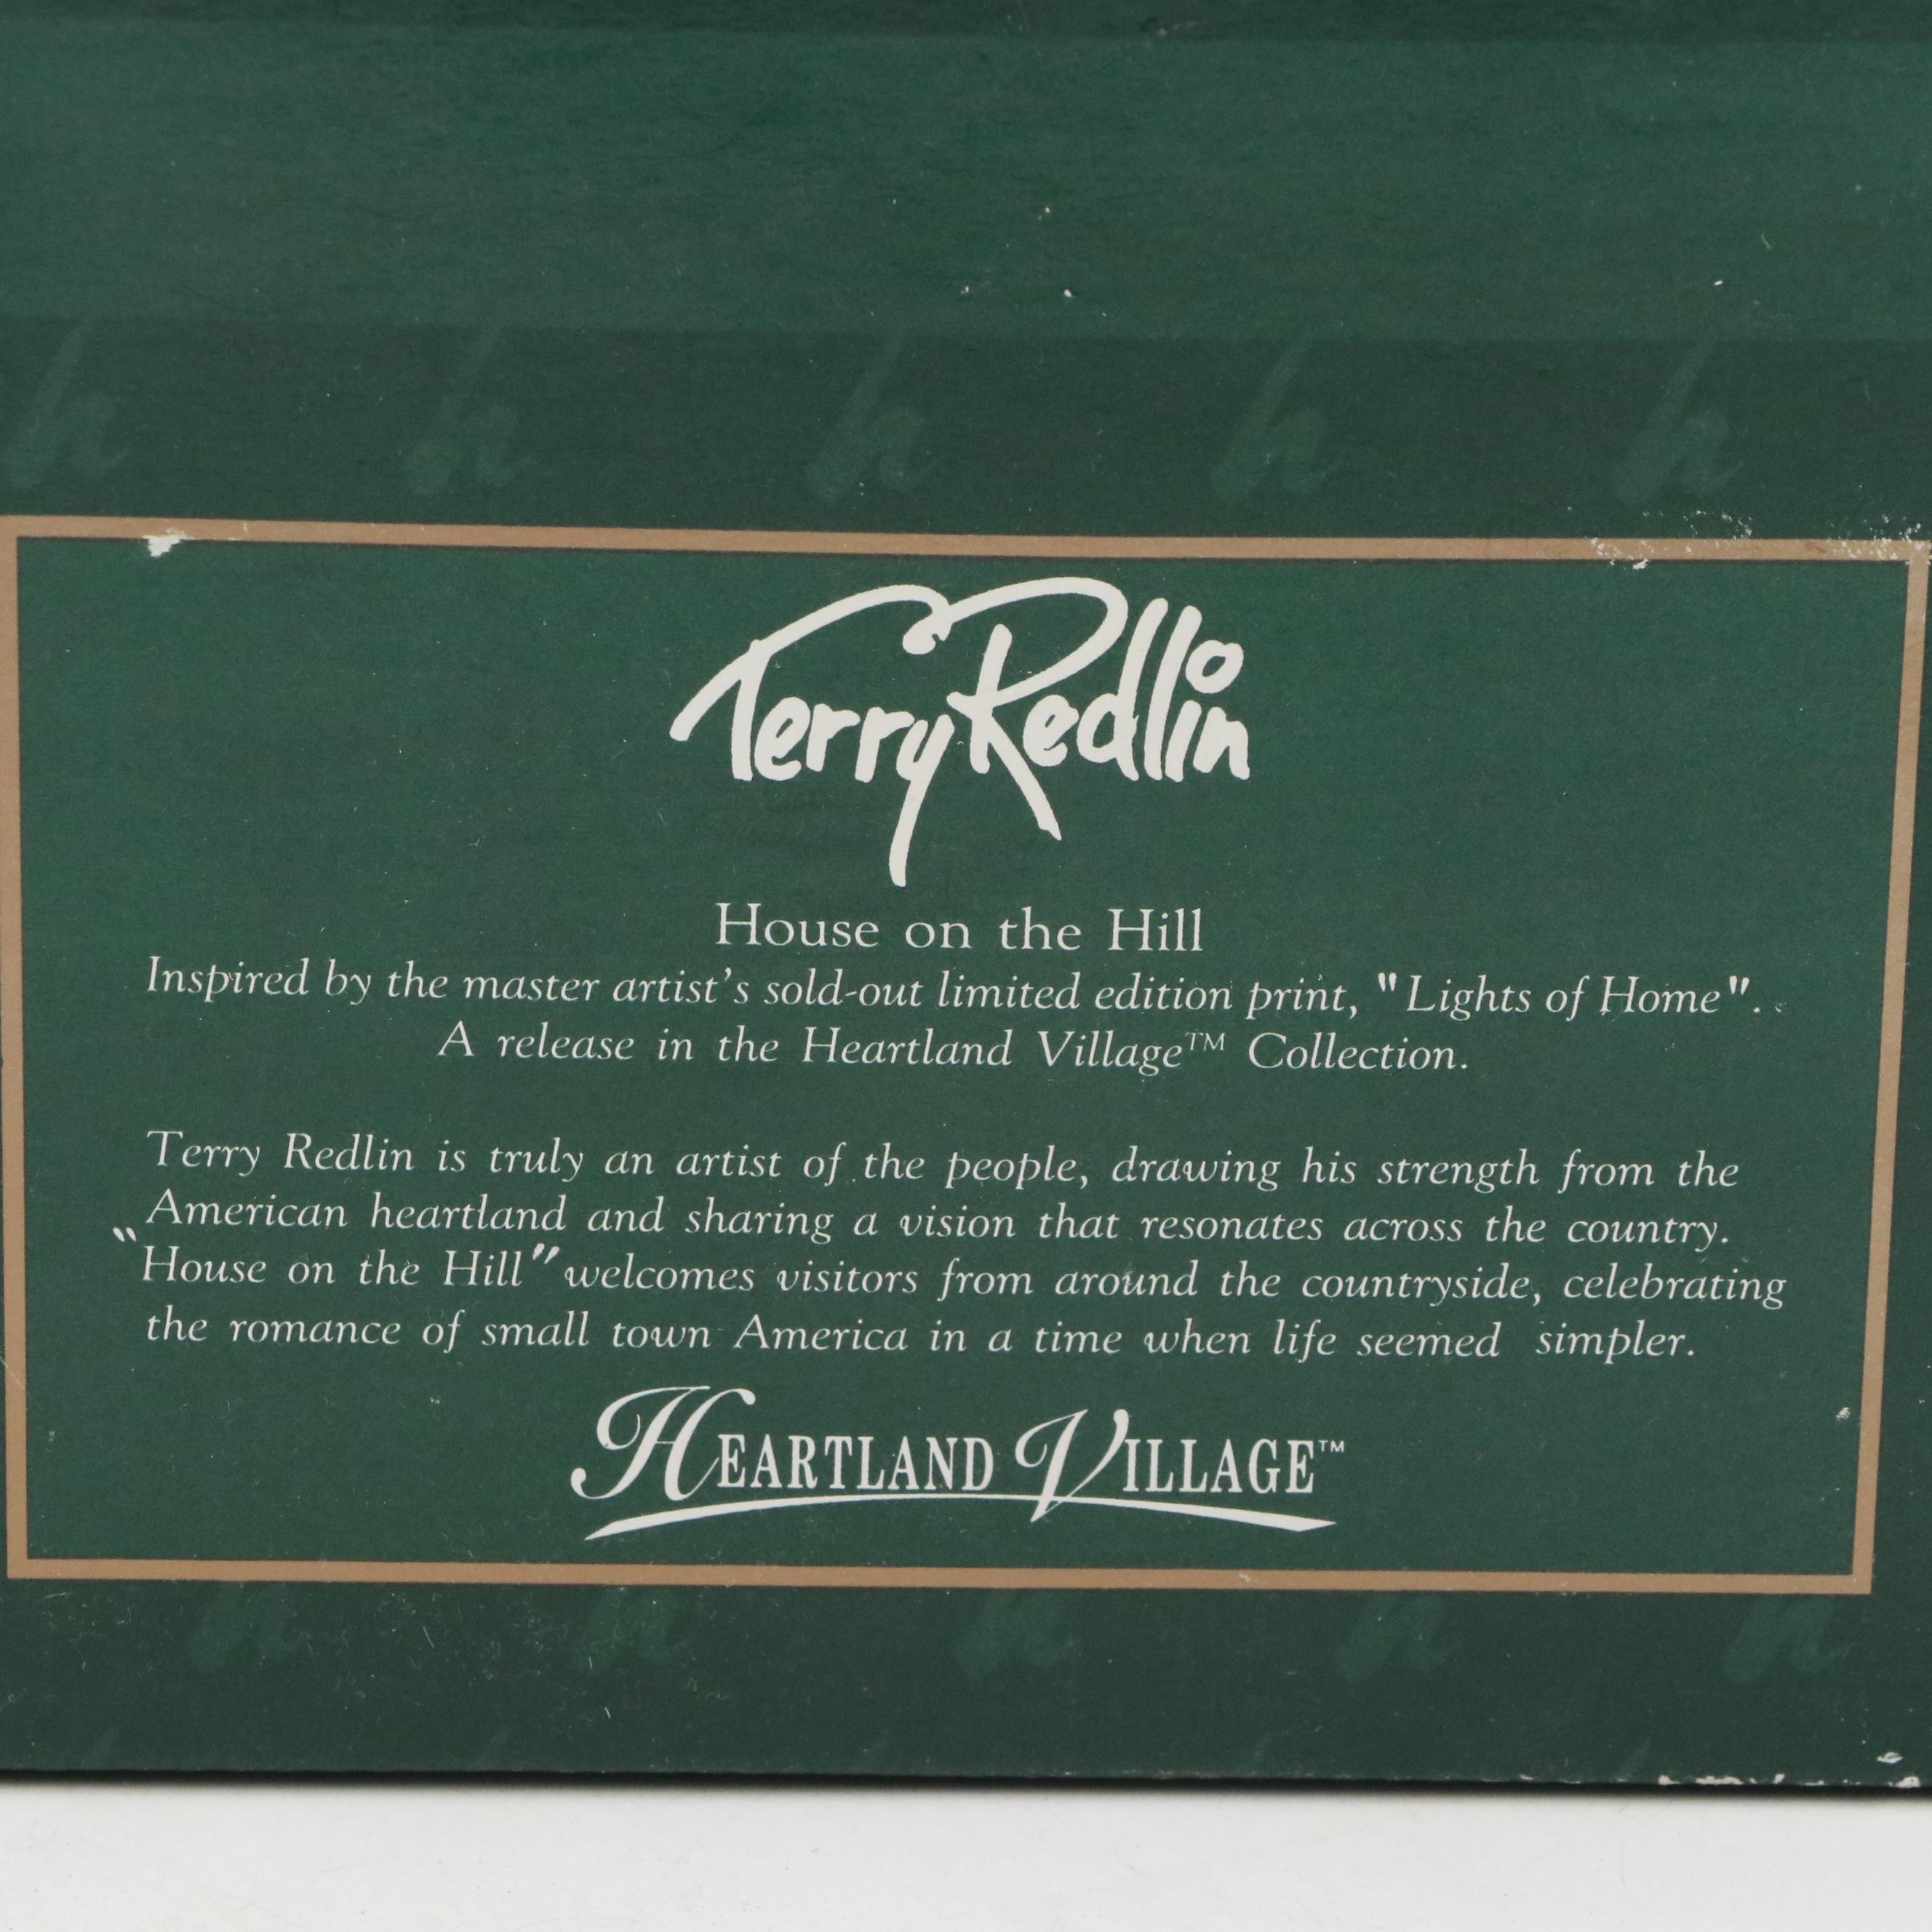 h h h h h
Terry Redlin
House on the Hill
Inspired by the master artist's sold-out limited edition print, "Lights of Home".
A release in the Heartland Village™ Collection.
Terry Redlin is truly an artist of the people, drawing his strength from the
American heartland and sharing a vision that resonates across the country.
"House on the Hill" welcomes visitors from around the countryside, celebrating
the romance of small town America in a time when life seemed simpler.
HEARTLAND VILLAGE™
h h h h h